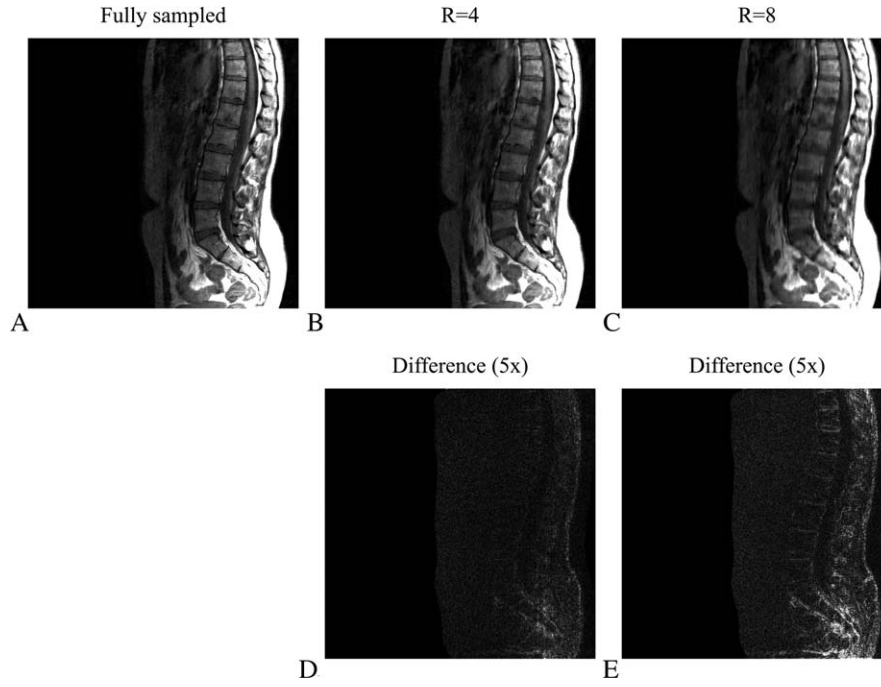 Fully sampled
R=4
R=8
A
B
C
Difference (5x)
Difference (5x)
D
E